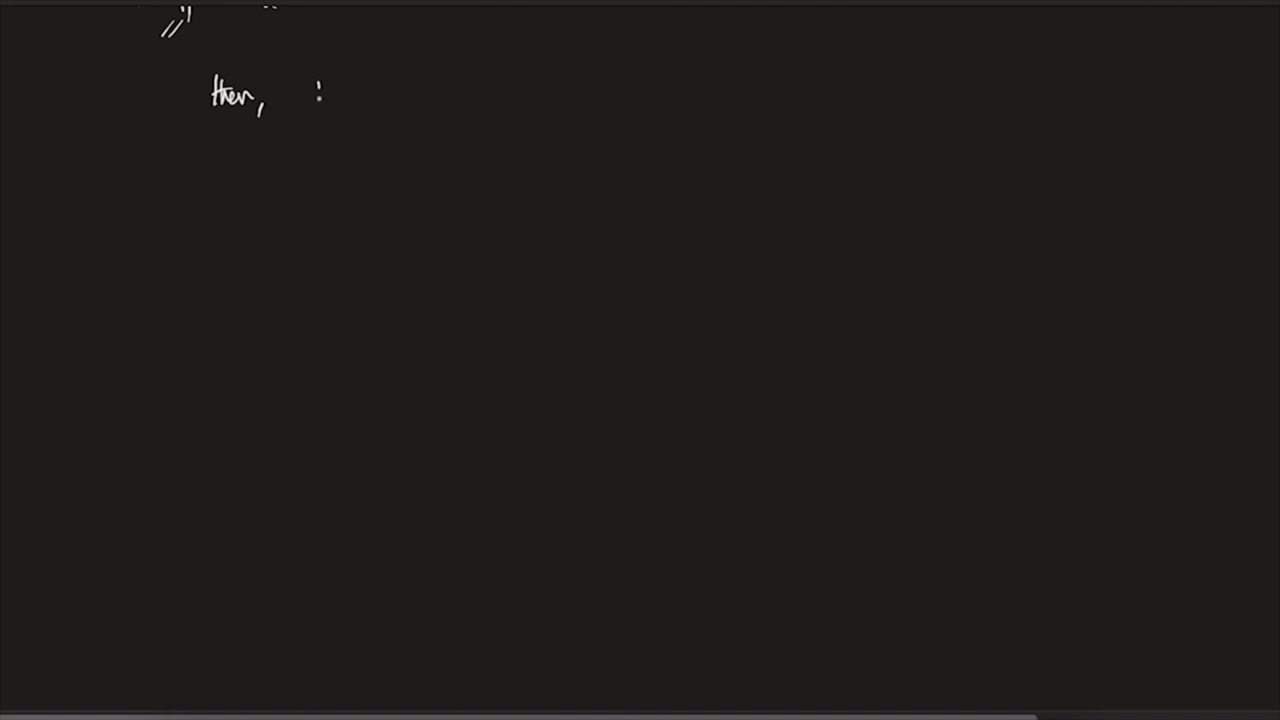 then, :